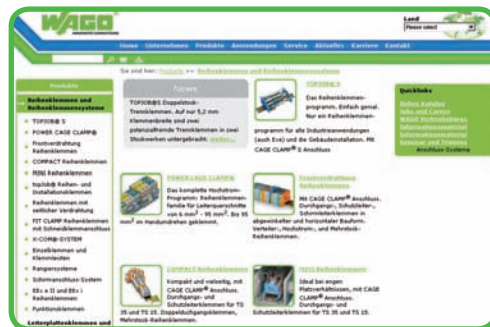 WAGO
INNOVATIVE CONNECTIONS
Land
Please select
Home Unternehmen Produkte Anwendungen Service Aktuelles Karriere Kontakt
Sie sind hier: Produkte >> Reihenklemmen und Reihenklemmensysteme
Produkte
Reihenklemmen und
Reihenklemmensysteme
TOPJOB® S
POWER CAGE CLAMP®
Frontverdrahtung
Reihenklemmen
COMPACT Reihenklemmen
MINI Reihenklemmen
topJob® Reihen- und
Installationsklemmen
Reihenklemmen mit
seitlicher Verdrahtung
FIT CLAMP Reihenklemmen
mit Schneidklemmanschluss
X-COM®-SYSTEM
Einzelklemmen und
Klemmleisten
Rangiersysteme
Schirmanschluss-System
EEx e II und EEx i
Reihenklemmen
Funktionsklemmen
Leiterplattenklemmen und
News
TOPJOB®S Doppelstock-
Trennklemmen. Auf nur 5,2 mm
Klemmenbreite sind zwei
potenzialfreie Trennklemmen in zwei
Stockwerken untergebracht.
TOPJOB® S
Das Reihenklemmen-
programm. Einfach genial.
Nur ein Reihenklemmen-
programm für alle Industrieanwendungen
(auch Exe) und die Gebäudeinstallation. Mit
CAGE CLAMP® S Anschluss
POWER CAGE CLAMP®
Das komplette Hochstrom-
Programm: Reihenklemmen-
familie für Leiterquerschnitte
von 6 mm² - 95 mm². Bis 95
mm² im Handumdrehen geklemmt.
Frontverdrahtung
Reihenklemmen
Mit CAGE CLAMP® Anschluss.
Durchgangs-, Schutzleiter-,
Schirmleiterklemmen in
abgewinkelter und horizontaler Bauform.
Verteiler-, Hochstrom-, und Mehrstock-
Reihenklemmen.
COMPACT Reihenklemmen
Kompakt und vielseitig, mit
CAGE CLAMP® Anschluss.
Durchgangs- und
Schutzleiterklemmen für TS
35 und TS 15. Doppeldurchgangsklemmen,
Mehrstock-Reihenklemmen.
MINI Reihenklemmen
Ideal bei engen
Platzverhältnissen, mit CAGE
CLAMP® Anschluss.
Durchgangs- und
Schutzleiterklemmen für TS 35 und TS 15.
Quicklinks
Online Katalog
Jobs und Career
WAGO Vertretungen
Informationsmaterial
Seminar und Training
Anschluss-Systeme